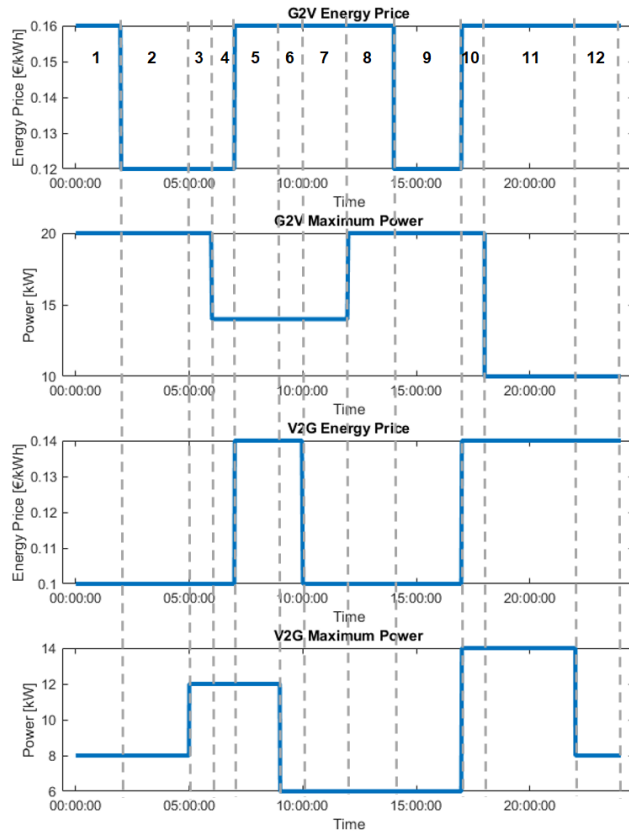 G2V Energy Price
Energy Price [€/kWh]
0.16
0.15
0.14
0.13
0.12
1 2 3 4 5 6 7 8 9 10 11 12
00:00:00 05:00:00 10:00:00 15:00:00 20:00:00
Time
G2V Maximum Power
Power [kW]
20
15
10
00:00:00 05:00:00 10:00:00 15:00:00 20:00:00
Time
V2G Energy Price
Energy Price [€/kWh]
0.14
0.13
0.12
0.11
0.1
00:00:00 05:00:00 10:00:00 15:00:00 20:00:00
Time
V2G Maximum Power
Power [kW]
14
12
10
8
6
00:00:00 05:00:00 10:00:00 15:00:00 20:00:00
Time